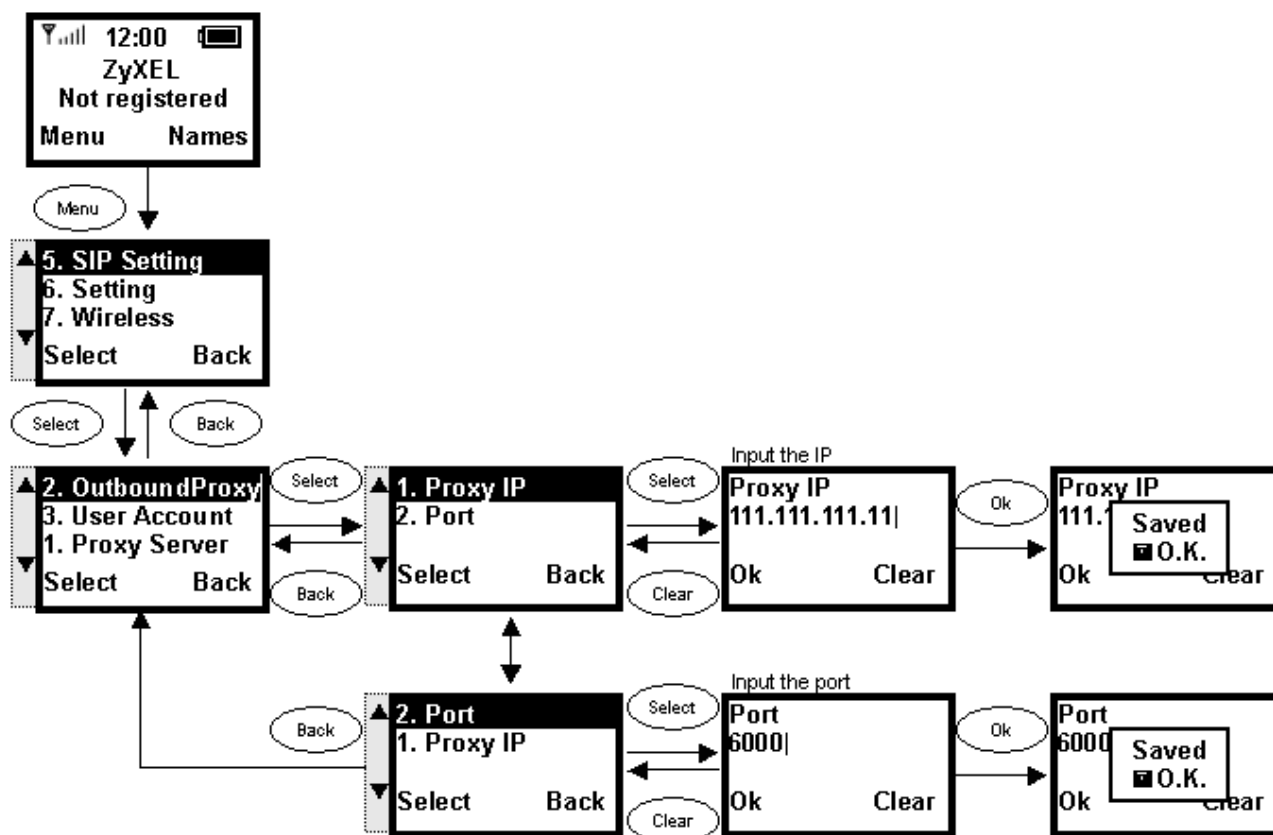 12:00
ZyXEL
Not registered
Menu Names
Menu
5. SIP Setting
6. Setting
7. Wireless
Select Back
Select
Back
2. OutboundProxy
3. User Account
1. Proxy Server
Select Back
Select
Back
1. Proxy IP
2. Port
Select Back
Select
Clear
Input the IP
Proxy IP
111.111.111.11
Ok Clear
Ok
Proxy IP
111.1
Saved
O.K.
Ok Clear
Back
2. Port
1. Proxy IP
Select Back
Select
Clear
Input the port
Port
6000
Ok Clear
Ok
Port
6000
Saved
O.K.
Ok Clear